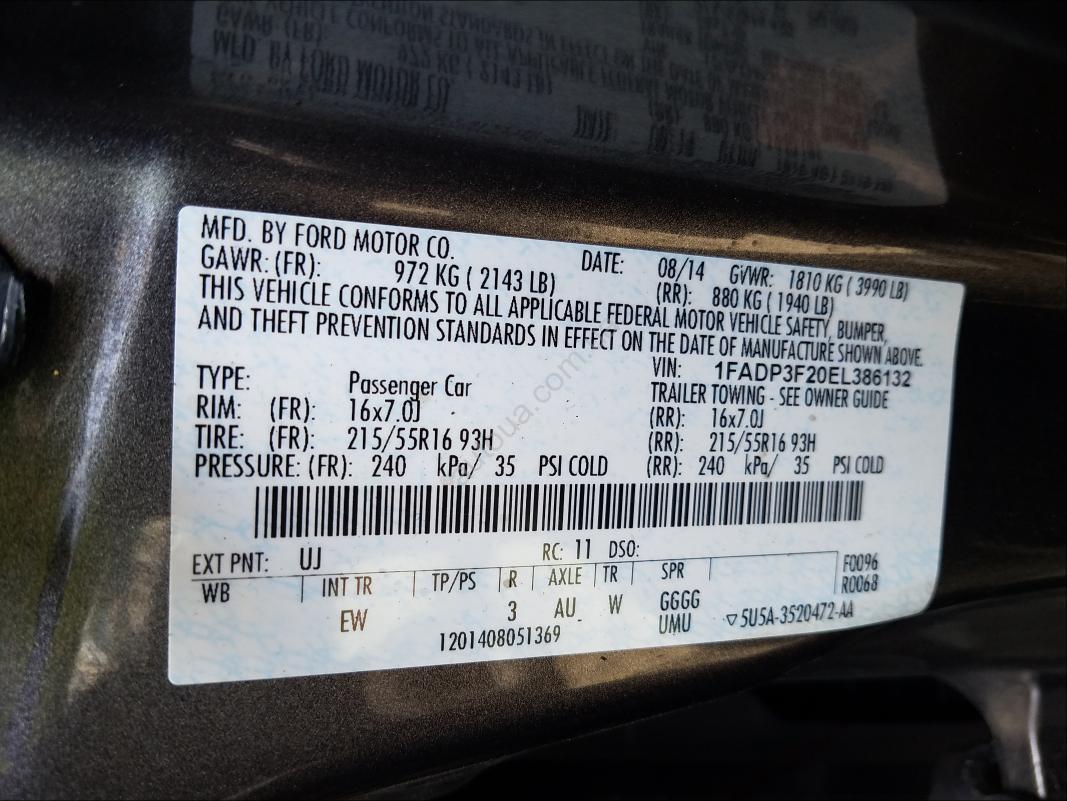 MFD. BY FORD MOTOR CO. DATE: 08/14 GVWR: 1810 KG ( 3990 LB)
GAWR: (FR): 972 KG ( 2143 LB) (RR): 880 KG ( 1940 LB)
THIS VEHICLE CONFORMS TO ALL APPLICABLE FEDERAL MOTOR VEHICLE SAFETY, BUMPER,
AND THEFT PREVENTION STANDARDS IN EFFECT ON THE DATE OF MANUFACTURE SHOWN ABOVE.
VIN: 1FADP3F20EL386132
TYPE: Passenger Car TRAILER TOWING - SEE OWNER GUIDE
RIM: (FR): 16x7.0J (RR): 16x7.0J
TIRE: (FR): 215/55R16 93H (RR): 215/55R16 93H
PRESSURE: (FR): 240 kPa/ 35 PSI COLD (RR): 240 kPa/ 35 PSI COLD
EXT PNT: UJ RC: 11 DSO: F0096
WB INT TR TP/PS R AXLE TR SPR R0068
EW 3 AU W GGGG
UMU ▽5U5A-3520472-AA
1201408051369